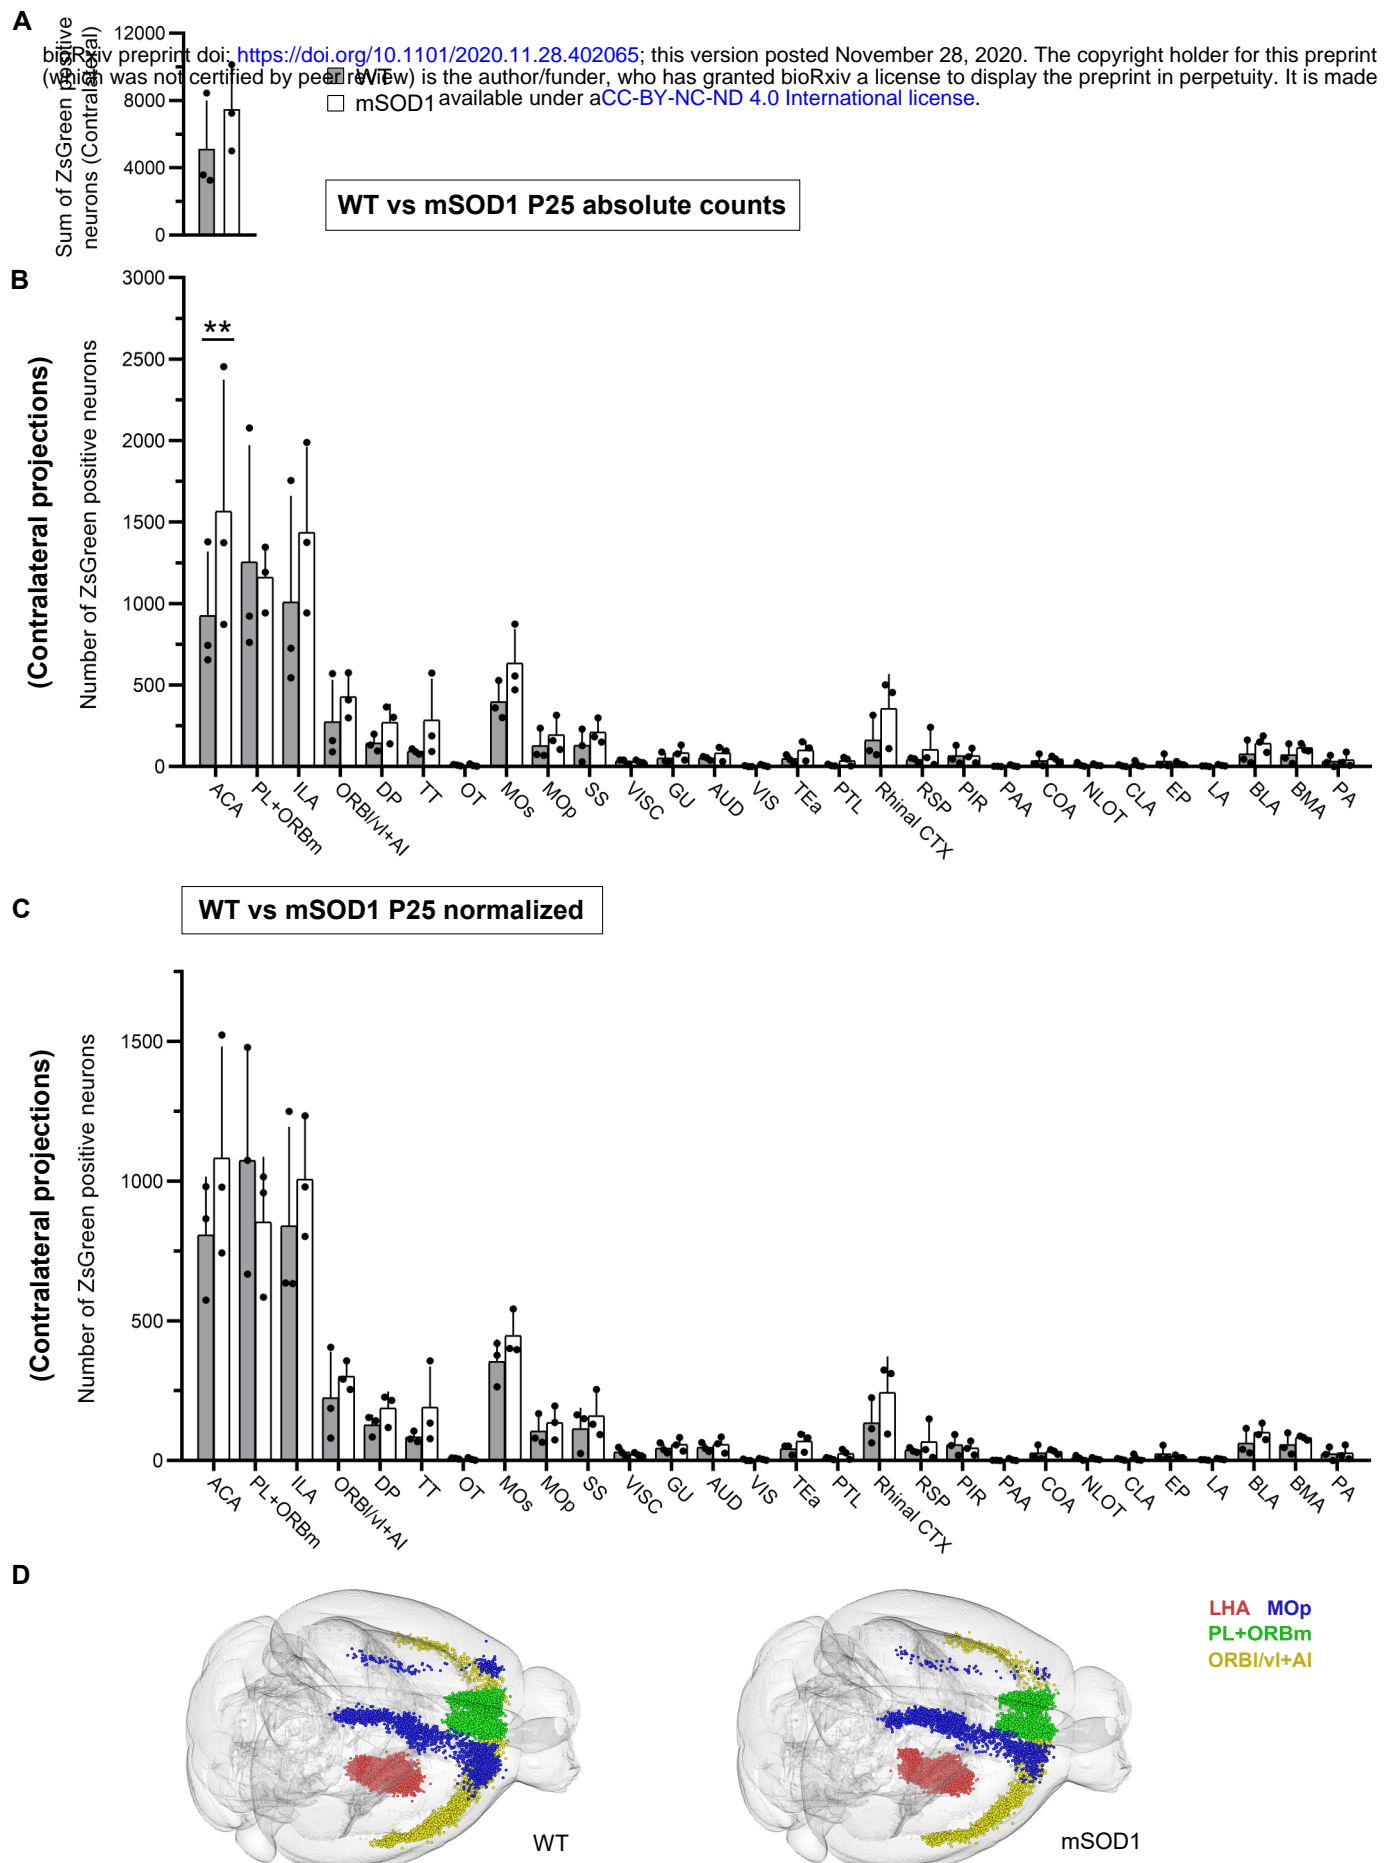 A
bioRxiv preprint doi: https://doi.org/10.1101/2020.11.28.402065; this version posted November 28, 2020. The copyright holder for this preprint
(which was not certified by peer review) is the author/funder, who has granted bioRxiv a license to display the preprint in perpetuity. It is made
available under aCC-BY-NC-ND 4.0 International license.
Sum of ZsGreen positive
neurons (Contralateral)
12000
8000
4000
0
WT
mSOD1
WT vs mSOD1 P25 absolute counts
B
(Contralateral projections)
Number of ZsGreen positive neurons
3000
2500
2000
1500
1000
500
0
**
ACA
PL+ORBm
ILA
ORBl/vl+AI
DP
TT
OT
MOs
MOp
SS
VISC
GU
AUD
VIS
TEa
PTL
Rhinal CTX
RSP
PIR
PAA
COA
NLOT
CLA
EP
LA
BLA
BMA
PA
C
WT vs mSOD1 P25 normalized
(Contralateral projections)
Number of ZsGreen positive neurons
1500
1000
500
0
ACA
PL+ORBm
ILA
ORBl/vl+AI
DP
TT
OT
MOs
MOp
SS
VISC
GU
AUD
VIS
TEa
PTL
Rhinal CTX
RSP
PIR
PAA
COA
NLOT
CLA
EP
LA
BLA
BMA
PA
D
LHA MOp
PL+ORBm
ORBl/vl+AI
WT
mSOD1